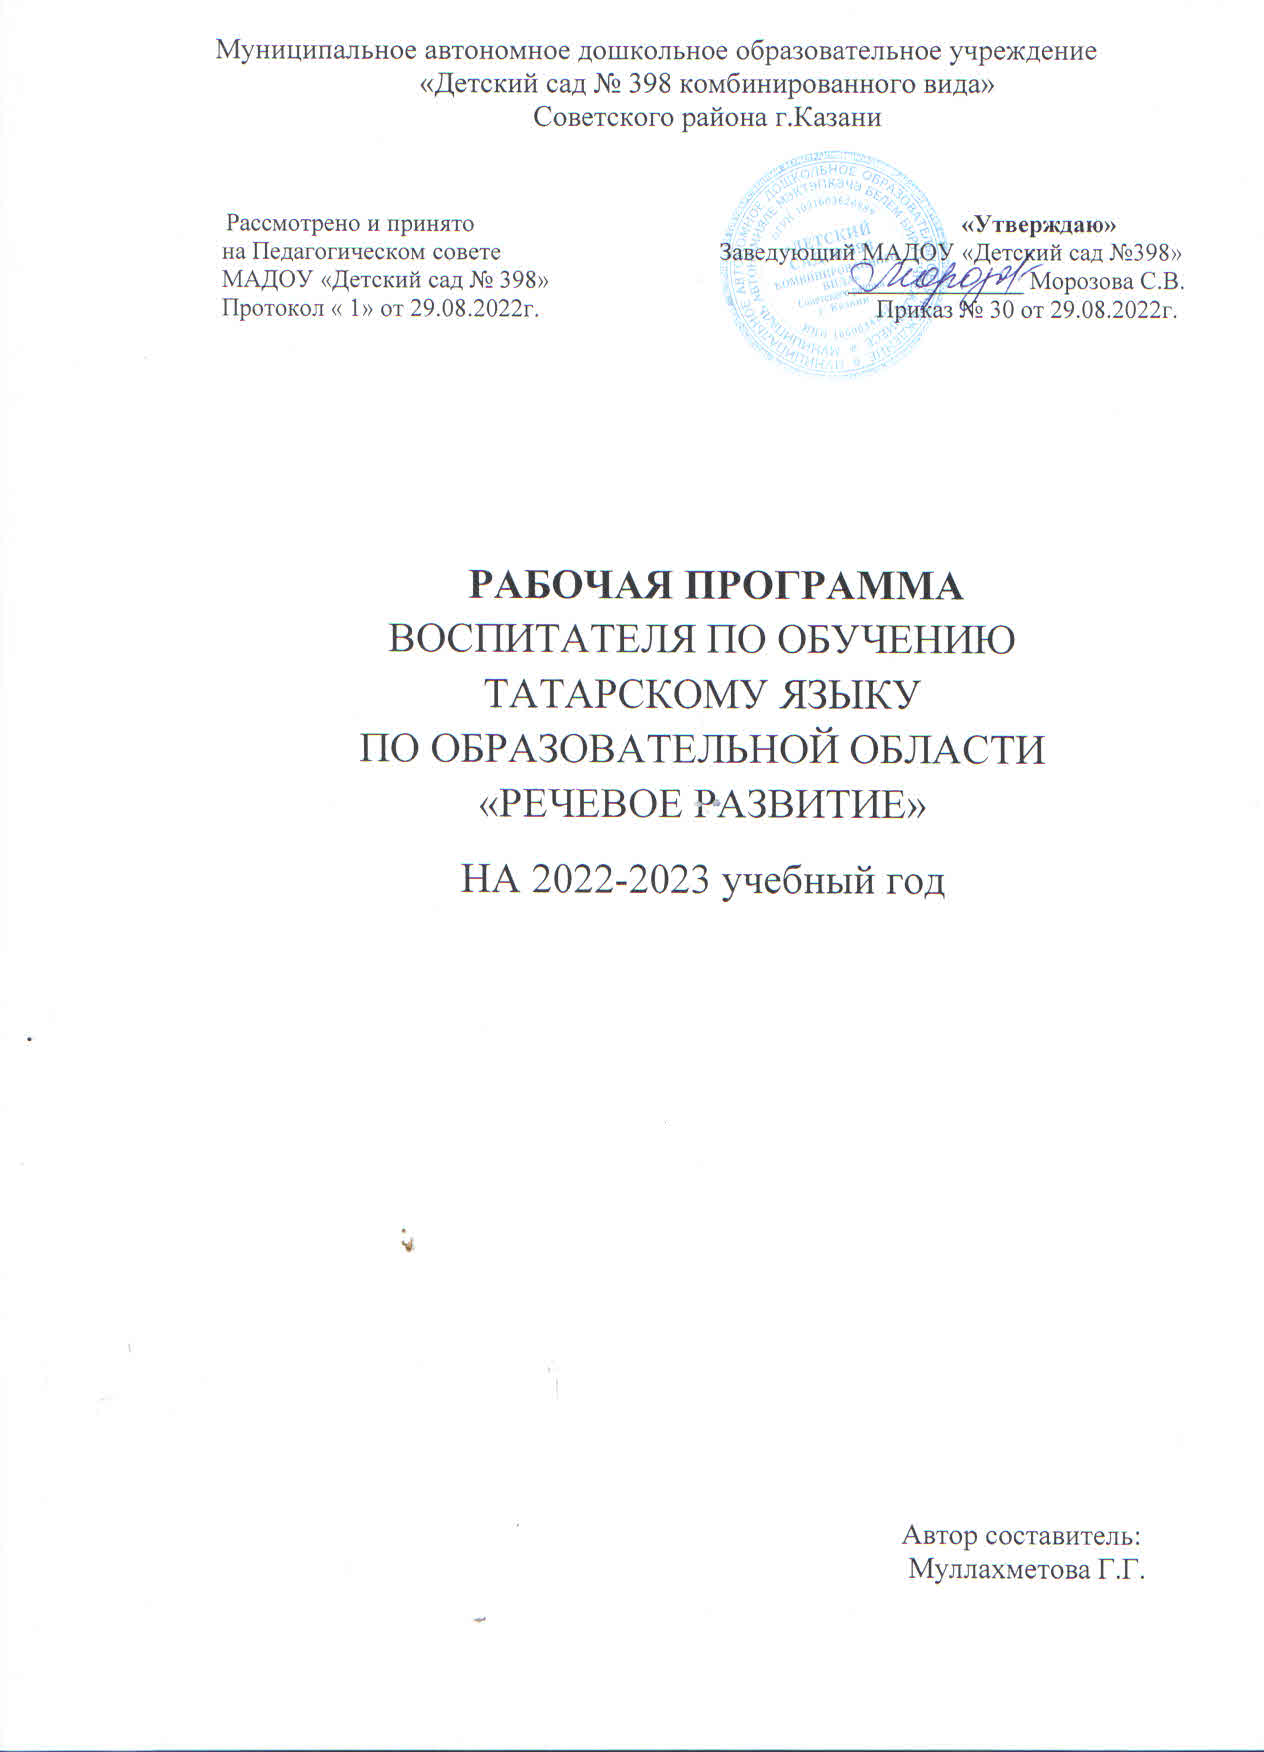 Муниципальное автономное дошкольное образовательное учреждение
«Детский сад № 398 комбинированного вида»
Советского района г.Казани
Рассмотрено и принято
на Педагогическом совете
МАДОУ «Детский сад № 398»
Протокол « 1» от 29.08.2022г.
«Утверждаю»
Заведующий МАДОУ «Детский сад №398»
Морозова С.В.
Приказ № 30 от 29.08.2022г.
РАБОЧАЯ ПРОГРАММА
ВОСПИТАТЕЛЯ ПО ОБУЧЕНИЮ
ТАТАРСКОМУ ЯЗЫКУ
ПО ОБРАЗОВАТЕЛЬНОЙ ОБЛАСТИ
«РЕЧЕВОЕ РАЗВИТИЕ»
НА 2022-2023 учебный год
Автор составитель:
Муллахметова Г.Г.